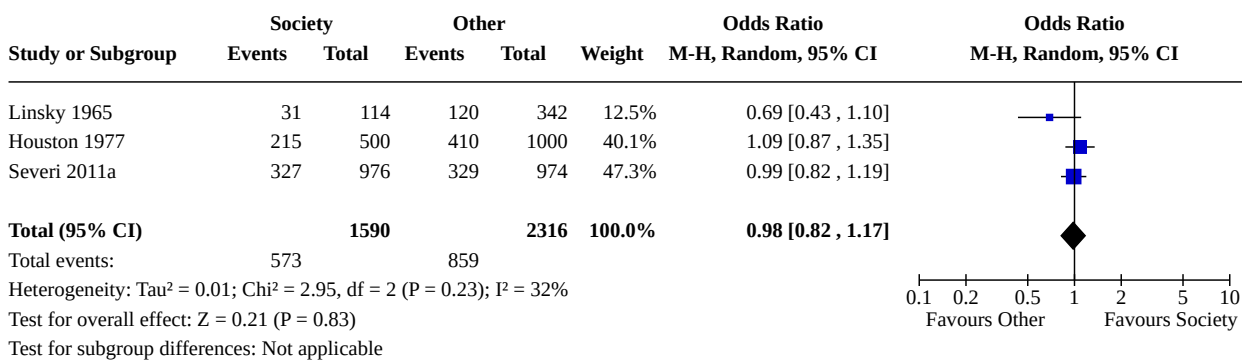 Society Other Odds Ratio Odds Ratio
Study or Subgroup Events Total Events Total Weight M-H, Random, 95% CI M-H, Random, 95% CI
Linsky 1965 31 114 120 342 12.5% 0.69 [0.43 , 1.10]
Houston 1977 215 500 410 1000 40.1% 1.09 [0.87 , 1.35]
Severi 2011a 327 976 329 974 47.3% 0.99 [0.82 , 1.19]
Total (95% CI) 1590 2316 100.0% 0.98 [0.82 , 1.17]
Total events: 573 859
Heterogeneity: Tau² = 0.01; Chi² = 2.95, df = 2 (P = 0.23); I² = 32%
0.1 0.2 0.5 1 2 5 10
Test for overall effect: Z = 0.21 (P = 0.83)
Favours Other Favours Society
Test for subgroup differences: Not applicable